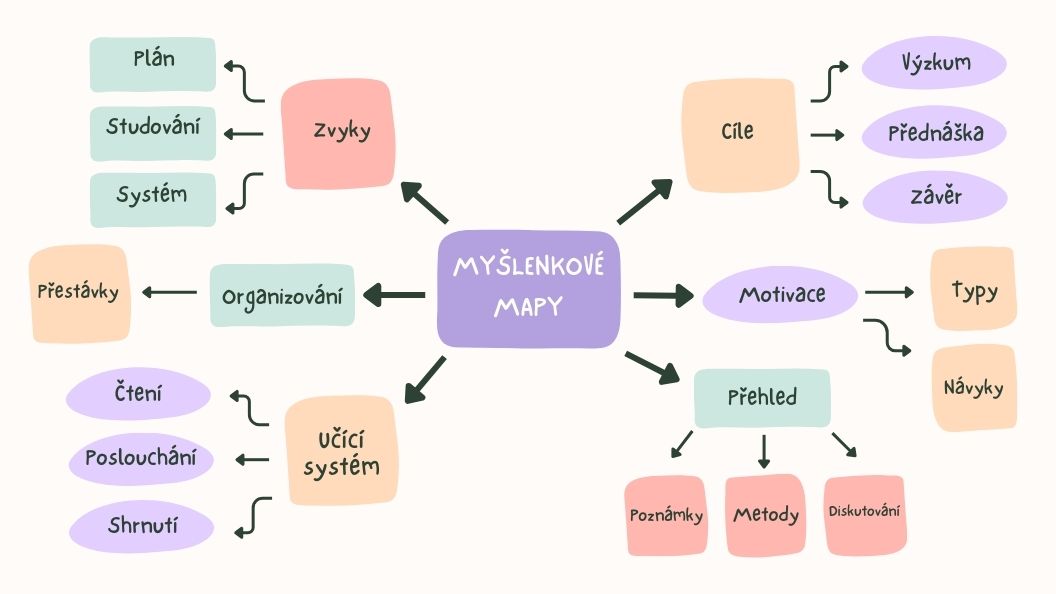 Plán
Studování
Systém
Zvyky
Cíle
Výzkum
Přednáška
Závěr
MYŠLENKOVÉ
MAPY
Přestávky
Organizování
Motivace
Typy
Návyky
Čtení
Poslouchání
Shrnutí
Učící
systém
Přehled
Poznámky
Metody
Diskutování